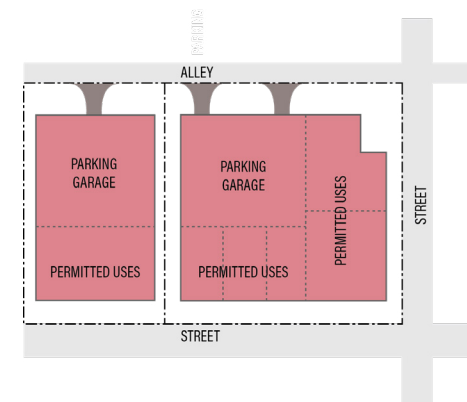 ALLEY
PARKING
GARAGE
PARKING
GARAGE
PERMITTED USES
STREET
PERMITTED USES
PERMITTED USES
STREET